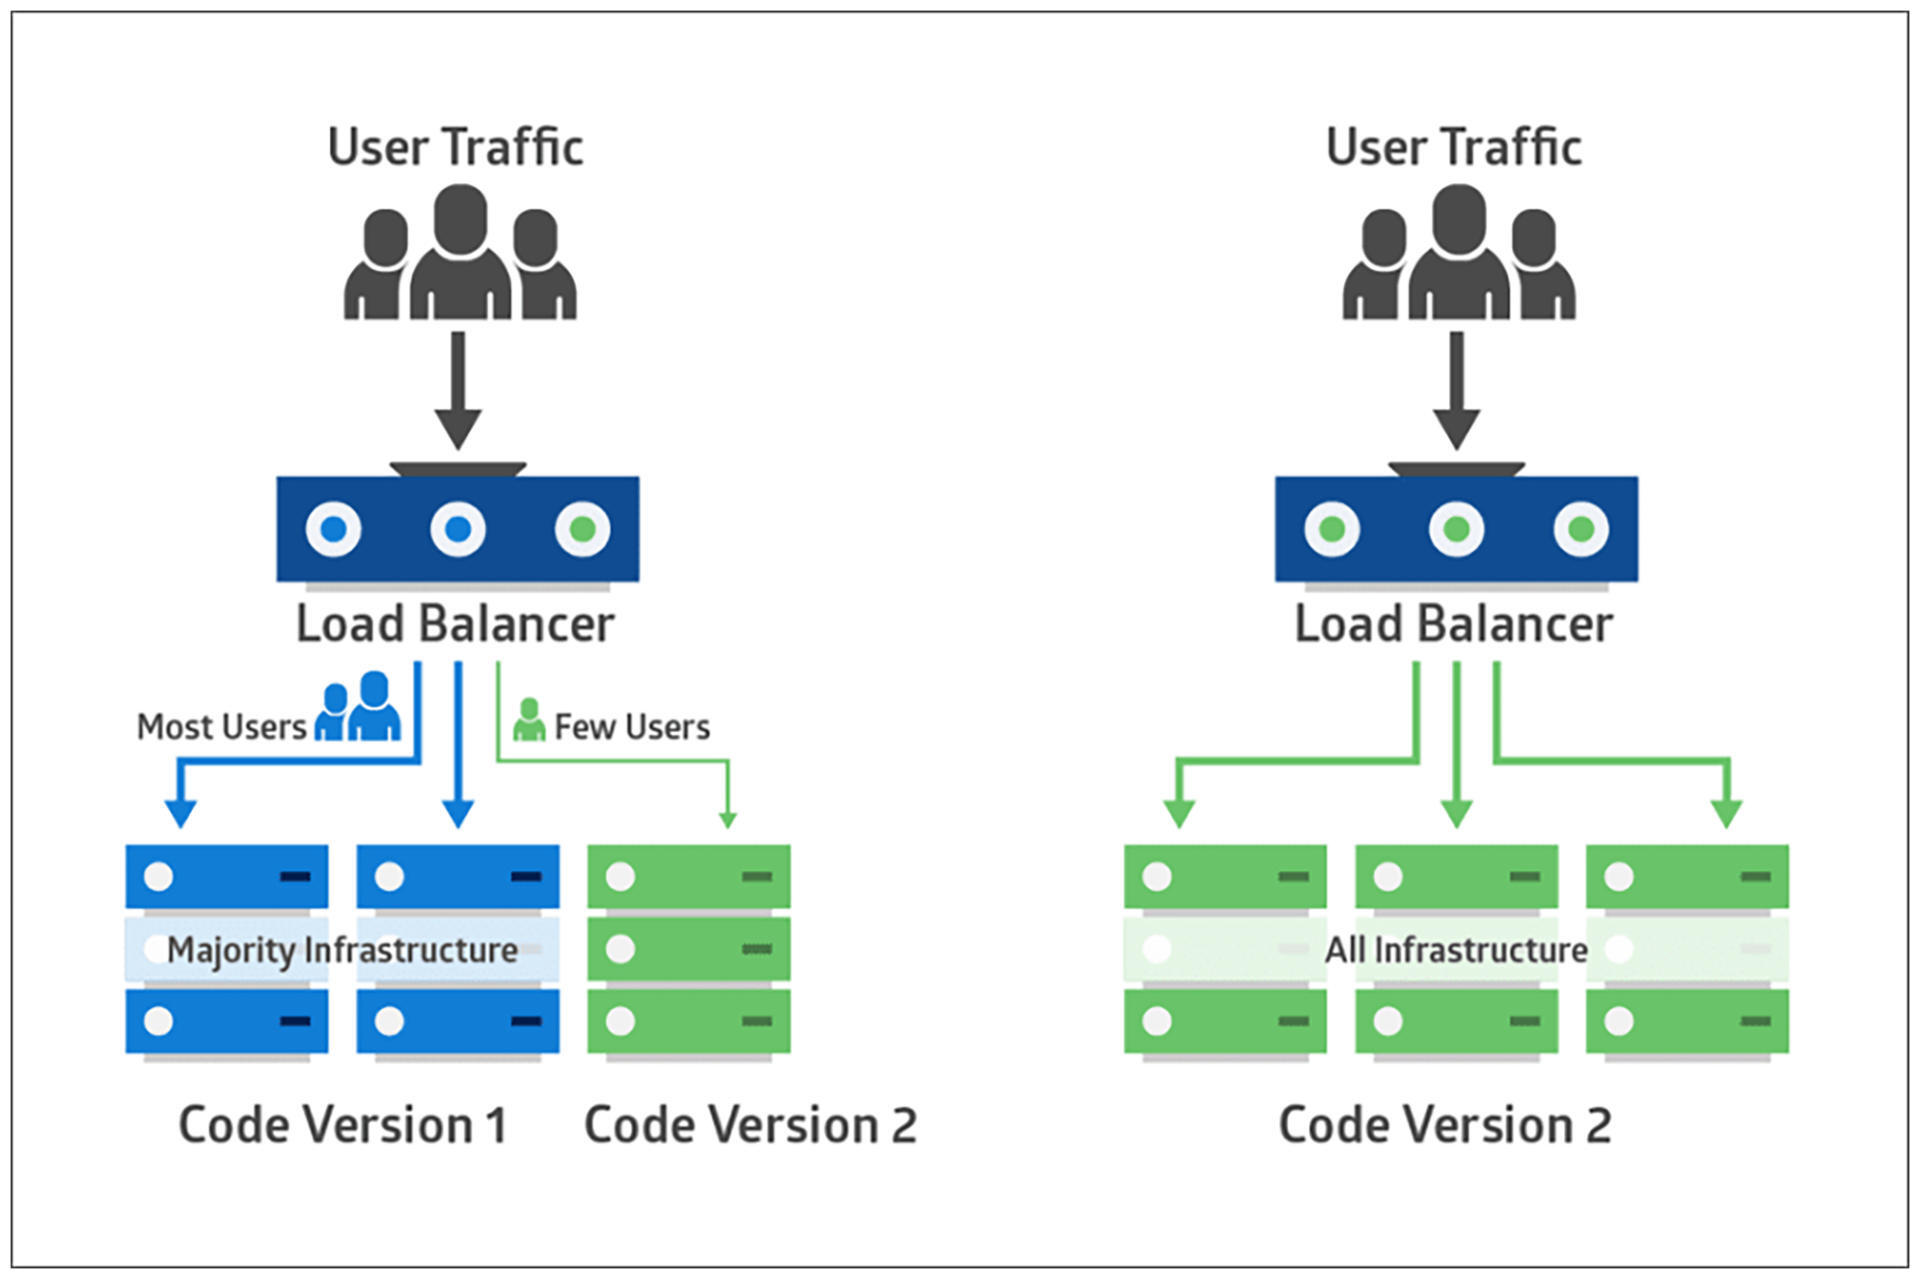 User Traffic
Load Balancer
Most Users
Few Users
Majority Infrastructure
Code Version 1
Code Version 2
User Traffic
Load Balancer
All Infrastructure
Code Version 2